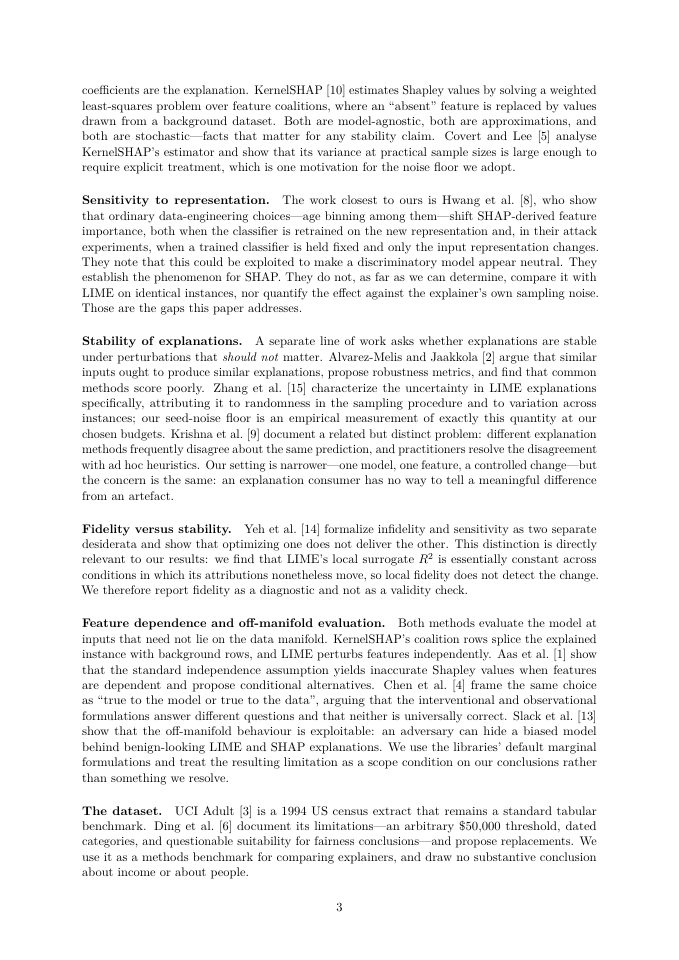 coefficients are the explanation. KernelSHAP [10] estimates Shapley values by solving a weighted
least-squares problem over feature coalitions, where an “absent” feature is replaced by values
drawn from a background dataset. Both are model-agnostic, both are approximations, and
both are stochastic—facts that matter for any stability claim. Covert and Lee [5] analyse
KernelSHAP’s estimator and show that its variance at practical sample sizes is large enough to
require explicit treatment, which is one motivation for the noise floor we adopt.
Sensitivity to representation. The work closest to ours is Hwang et al. [8], who show
that ordinary data-engineering choices—age binning among them—shift SHAP-derived feature
importance, both when the classifier is retrained on the new representation and, in their attack
experiments, when a trained classifier is held fixed and only the input representation changes.
They note that this could be exploited to make a discriminatory model appear neutral. They
establish the phenomenon for SHAP. They do not, as far as we can determine, compare it with
LIME on identical instances, nor quantify the effect against the explainer’s own sampling noise.
Those are the gaps this paper addresses.
Stability of explanations. A separate line of work asks whether explanations are stable
under perturbations that should not matter. Alvarez-Melis and Jaakkola [2] argue that similar
inputs ought to produce similar explanations, propose robustness metrics, and find that common
methods score poorly. Zhang et al. [15] characterize the uncertainty in LIME explanations
specifically, attributing it to randomness in the sampling procedure and to variation across
instances; our seed-noise floor is an empirical measurement of exactly this quantity at our
chosen budgets. Krishna et al. [9] document a related but distinct problem: different explanation
methods frequently disagree about the same prediction, and practitioners resolve the disagreement
with ad hoc heuristics. Our setting is narrower—one model, one feature, a controlled change—but
the concern is the same: an explanation consumer has no way to tell a meaningful difference
from an artefact.
Fidelity versus stability. Yeh et al. [14] formalize infidelity and sensitivity as two separate
desiderata and show that optimizing one does not deliver the other. This distinction is directly
relevant to our results: we find that LIME’s local surrogate R² is essentially constant across
conditions in which its attributions nonetheless move, so local fidelity does not detect the change.
We therefore report fidelity as a diagnostic and not as a validity check.
Feature dependence and off-manifold evaluation. Both methods evaluate the model at
inputs that need not lie on the data manifold. KernelSHAP’s coalition rows splice the explained
instance with background rows, and LIME perturbs features independently. Aas et al. [1] show
that the standard independence assumption yields inaccurate Shapley values when features
are dependent and propose conditional alternatives. Chen et al. [4] frame the same choice
as “true to the model or true to the data”, arguing that the interventional and observational
formulations answer different questions and that neither is universally correct. Slack et al. [13]
show that the off-manifold behaviour is exploitable: an adversary can hide a biased model
behind benign-looking LIME and SHAP explanations. We use the libraries’ default marginal
formulations and treat the resulting limitation as a scope condition on our conclusions rather
than something we resolve.
The dataset. UCI Adult [3] is a 1994 US census extract that remains a standard tabular
benchmark. Ding et al. [6] document its limitations—an arbitrary $50,000 threshold, dated
categories, and questionable suitability for fairness conclusions—and propose replacements. We
use it as a methods benchmark for comparing explainers, and draw no substantive conclusion
about income or about people.
3